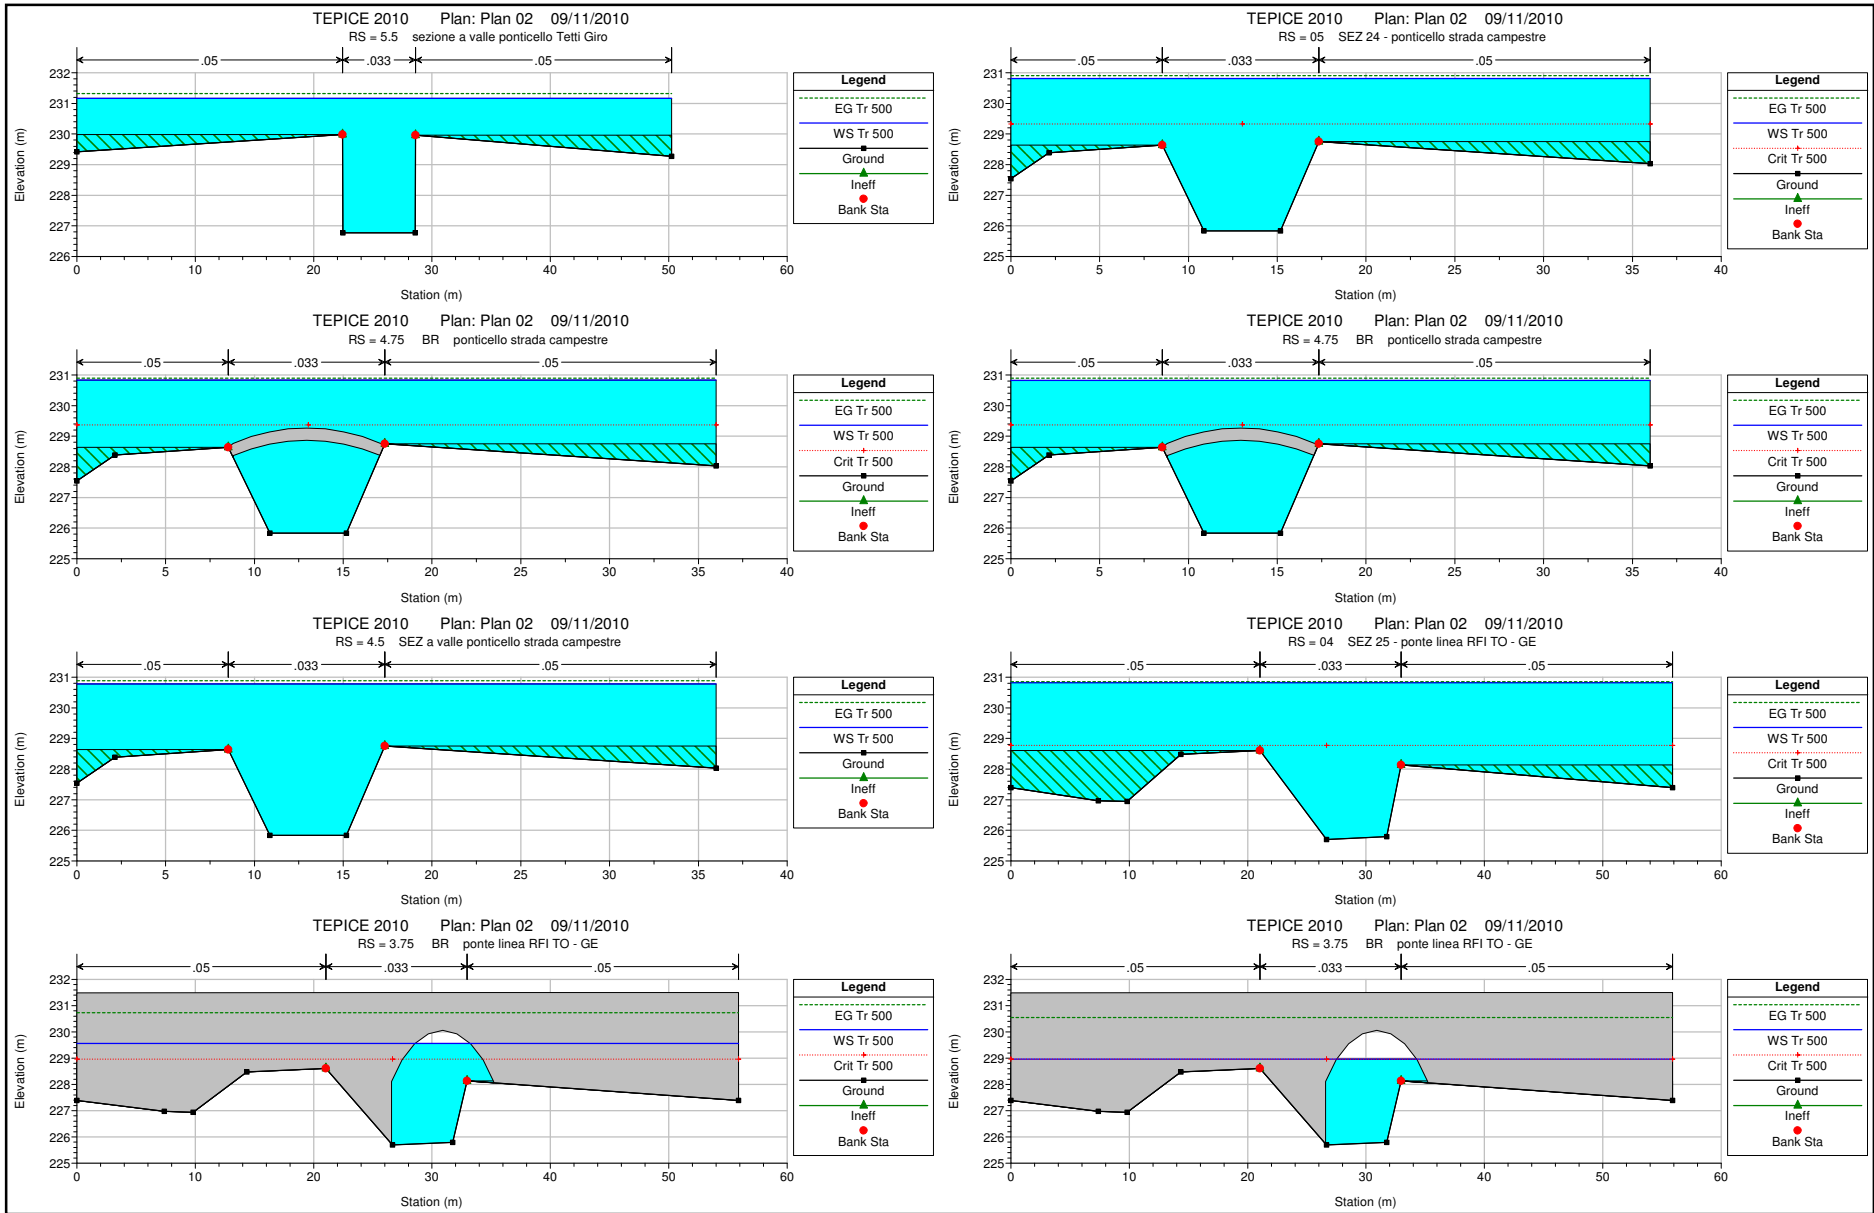 TEPICE 2010 Plan: Plan 02 09/11/2010
RS = 5.5 sezione a valle ponticello Tetti Giro
.05 .033 .05
232
231
230
229
228
227
226
0 10 20 30 40 50 60
Station (m)
Elevation (m)
Legend
EG Tr 500
WS Tr 500
Ground
Ineff
Bank Sta
TEPICE 2010 Plan: Plan 02 09/11/2010
RS = 05 SEZ 24 - ponticello strada campestre
.05 .033 .05
231
230
229
228
227
226
225
0 5 10 15 20 25 30 35 40
Station (m)
Elevation (m)
Legend
EG Tr 500
WS Tr 500
Crit Tr 500
Ground
Ineff
Bank Sta
TEPICE 2010 Plan: Plan 02 09/11/2010
RS = 4.75 BR ponticello strada campestre
.05 .033 .05
231
230
229
228
227
226
225
0 5 10 15 20 25 30 35 40
Station (m)
Elevation (m)
Legend
EG Tr 500
WS Tr 500
Crit Tr 500
Ground
Ineff
Bank Sta
TEPICE 2010 Plan: Plan 02 09/11/2010
RS = 4.75 BR ponticello strada campestre
.05 .033 .05
231
230
229
228
227
226
225
0 5 10 15 20 25 30 35 40
Station (m)
Elevation (m)
Legend
EG Tr 500
WS Tr 500
Crit Tr 500
Ground
Ineff
Bank Sta
TEPICE 2010 Plan: Plan 02 09/11/2010
RS = 4.5 SEZ a valle ponticello strada campestre
.05 .033 .05
231
230
229
228
227
226
225
0 5 10 15 20 25 30 35 40
Station (m)
Elevation (m)
Legend
EG Tr 500
WS Tr 500
Ground
Ineff
Bank Sta
TEPICE 2010 Plan: Plan 02 09/11/2010
RS = 04 SEZ 25 - ponte linea RFI TO - GE
.05 .033 .05
231
230
229
228
227
226
225
0 10 20 30 40 50 60
Station (m)
Elevation (m)
Legend
EG Tr 500
WS Tr 500
Crit Tr 500
Ground
Ineff
Bank Sta
TEPICE 2010 Plan: Plan 02 09/11/2010
RS = 3.75 BR ponte linea RFI TO - GE
.05 .033 .05
232
231
230
229
228
227
226
225
0 10 20 30 40 50 60
Station (m)
Elevation (m)
Legend
EG Tr 500
WS Tr 500
Crit Tr 500
Ground
Ineff
Bank Sta
TEPICE 2010 Plan: Plan 02 09/11/2010
RS = 3.75 BR ponte linea RFI TO - GE
.05 .033 .05
232
231
230
229
228
227
226
225
0 10 20 30 40 50 60
Station (m)
Elevation (m)
Legend
EG Tr 500
WS Tr 500
Crit Tr 500
Ground
Ineff
Bank Sta